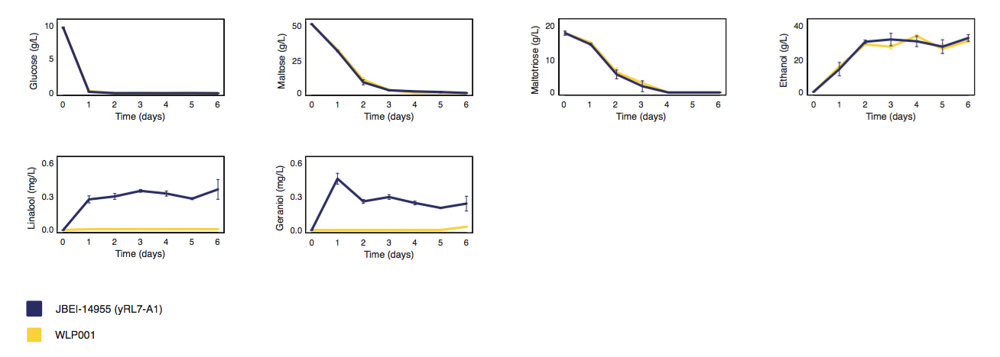 Glucose (g/L)
10
5
0
0 1 2 3 4 5 6
Time (days)
Maltose (g/L)
50
25
0
0 1 2 3 4 5 6
Time (days)
Maltotriose (g/L)
20
10
0
0 1 2 3 4 5 6
Time (days)
Ethanol (g/L)
40
20
0
0 1 2 3 4 5 6
Time (days)
Linalool (mg/L)
0.6
0.3
0.0
0 1 2 3 4 5 6
Time (days)
Geraniol (mg/L)
0.6
0.3
0.0
0 1 2 3 4 5 6
Time (days)
JBEI-14955 (yRL7-A1)
WLP001